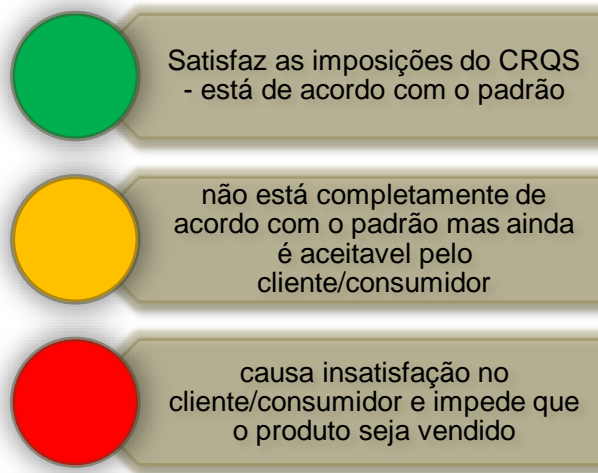 Satisfaz as imposições do CRQS
- está de acordo com o padrão
não está completamente de
acordo com o padrão mas ainda
é aceitavel pelo
cliente/consumidor
causa insatisfação no
cliente/consumidor e impede que
o produto seja vendido